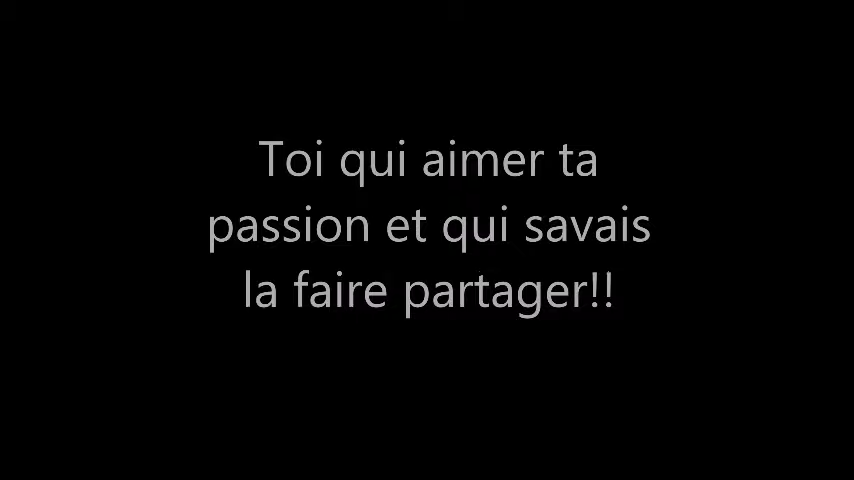 Toi qui aimer ta
passion et qui savais
la faire partager!!